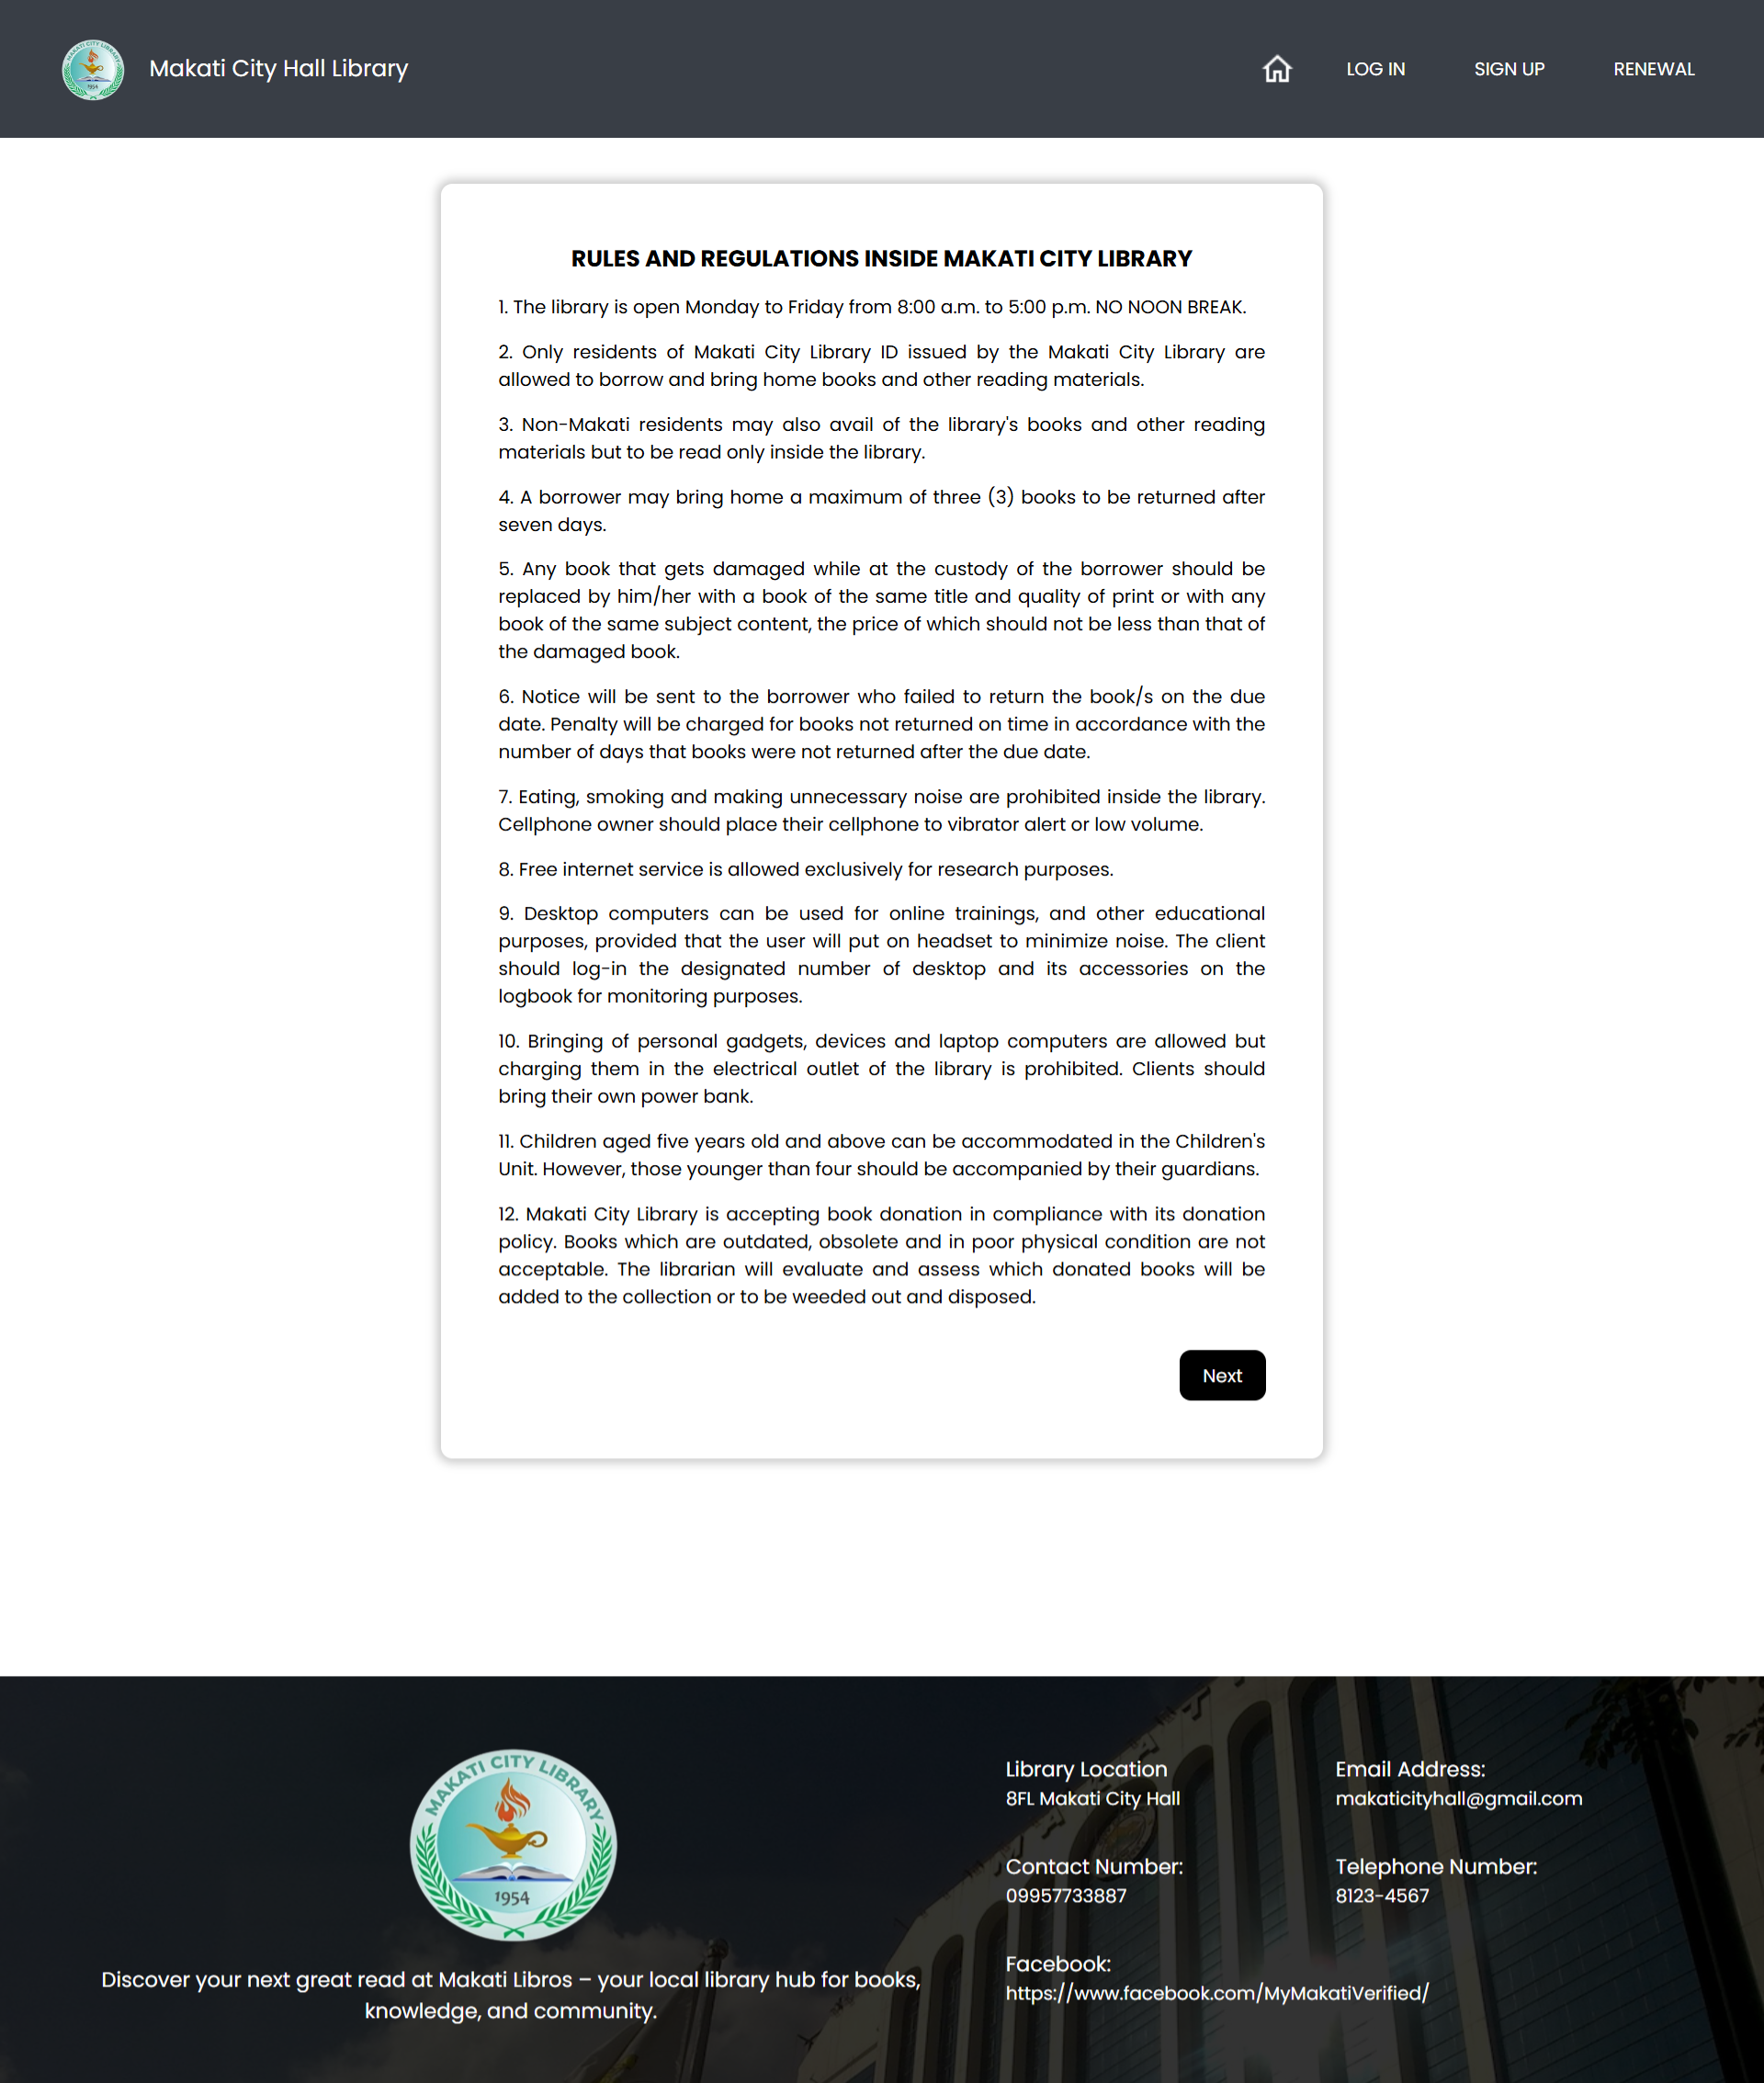 MAKATI CITY LIBRARY
1954
Makati City Hall Library
LOG IN
SIGN UP
RENEWAL
RULES AND REGULATIONS INSIDE MAKATI CITY LIBRARY
1. The library is open Monday to Friday from 8:00 a.m. to 5:00 p.m. NO NOON BREAK.
2. Only residents of Makati City Library ID issued by the Makati City Library are
allowed to borrow and bring home books and other reading materials.
3. Non-Makati residents may also avail of the library's books and other reading
materials but to be read only inside the library.
4. A borrower may bring home a maximum of three (3) books to be returned after
seven days.
5. Any book that gets damaged while at the custody of the borrower should be
replaced by him/her with a book of the same title and quality of print or with any
book of the same subject content, the price of which should not be less than that of
the damaged book.
6. Notice will be sent to the borrower who failed to return the book/s on the due
date. Penalty will be charged for books not returned on time in accordance with the
number of days that books were not returned after the due date.
7. Eating, smoking and making unnecessary noise are prohibited inside the library.
Cellphone owner should place their cellphone to vibrator alert or low volume.
8. Free internet service is allowed exclusively for research purposes.
9. Desktop computers can be used for online trainings, and other educational
purposes, provided that the user will put on headset to minimize noise. The client
should log-in the designated number of desktop and its accessories on the
logbook for monitoring purposes.
10. Bringing of personal gadgets, devices and laptop computers are allowed but
charging them in the electrical outlet of the library is prohibited. Clients should
bring their own power bank.
11. Children aged five years old and above can be accommodated in the Children's
Unit. However, those younger than four should be accompanied by their guardians.
12. Makati City Library is accepting book donation in compliance with its donation
policy. Books which are outdated, obsolete and in poor physical condition are not
acceptable. The librarian will evaluate and assess which donated books will be
added to the collection or to be weeded out and disposed.
Next
MAKATI CITY LIBRARY
1954
Discover your next great read at Makati Libros – your local library hub for books,
knowledge, and community.
Library Location
8FL Makati City Hall
Email Address:
makaticityhall@gmail.com
Contact Number:
09957733887
Telephone Number:
8123-4567
Facebook:
https://www.facebook.com/MyMakatiVerified/